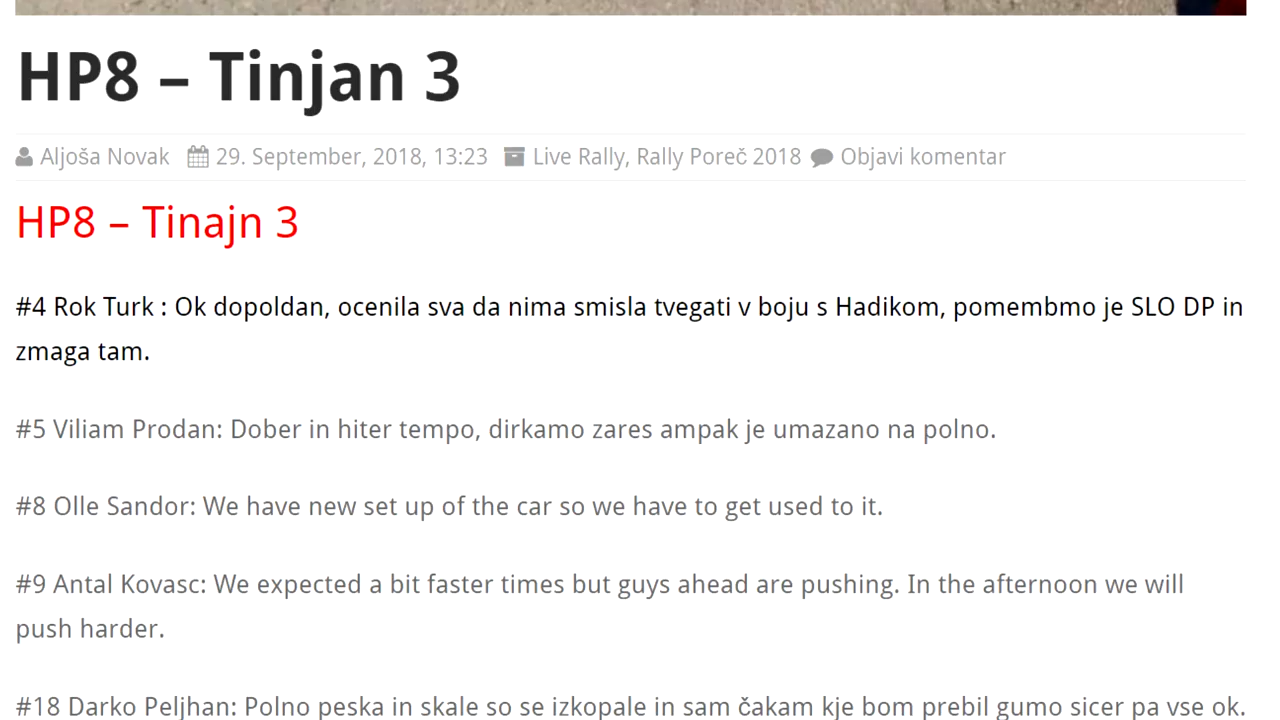 HP8 – Tinjan 3
Aljoša Novak 29. September, 2018, 13:23 Live Rally, Rally Poreč 2018 Objavi komentar
HP8 – Tinajn 3
#4 Rok Turk : Ok dopoldan, ocenila sva da nima smisla tvegati v boju s Hadikom, pomembmo je SLO DP in
zmaga tam.
#5 Viliam Prodan: Dober in hiter tempo, dirkamo zares ampak je umazano na polno.
#8 Olle Sandor: We have new set up of the car so we have to get used to it.
#9 Antal Kovasc: We expected a bit faster times but guys ahead are pushing. In the afternoon we will
push harder.
#18 Darko Peljhan: Polno peska in skale so se izkopale in sam čakam kje bom prebil gumo sicer pa vse ok.